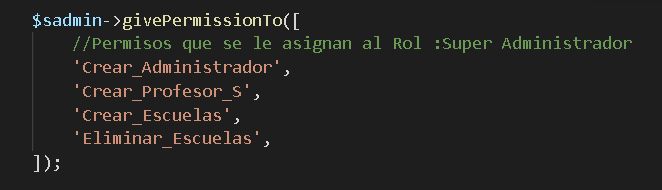 $sadmin->givePermissionTo([
//Permisos que se le asignan al Rol :Super Administrador
'Crear_Administrador',
'Crear_Profesor_S',
'Crear_Escuelas',
'Eliminar_Escuelas',
]);